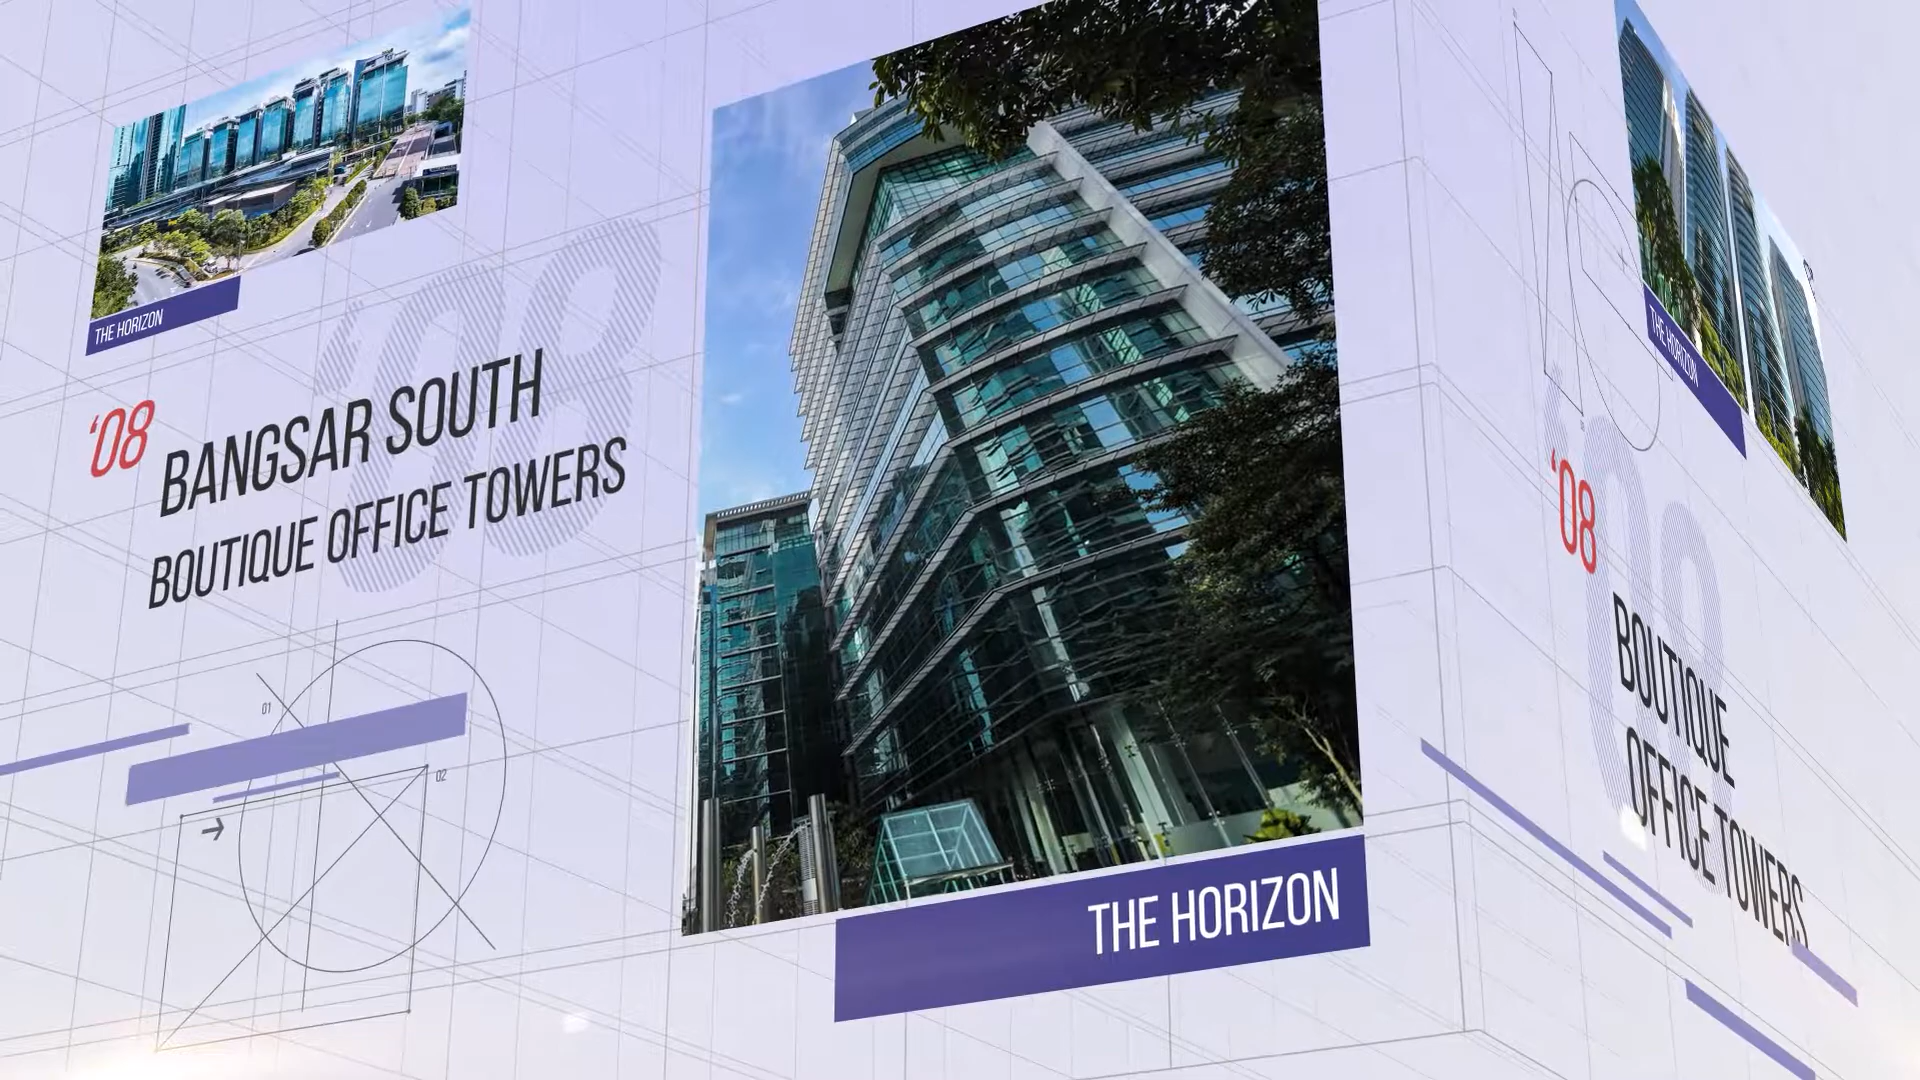 THE HORIZON
'08
BANGSAR SOUTH
BOUTIQUE OFFICE TOWERS
01
02
THE HORIZON
THE HORIZON
'08
BOUTIQUE
OFFICE TOWERS